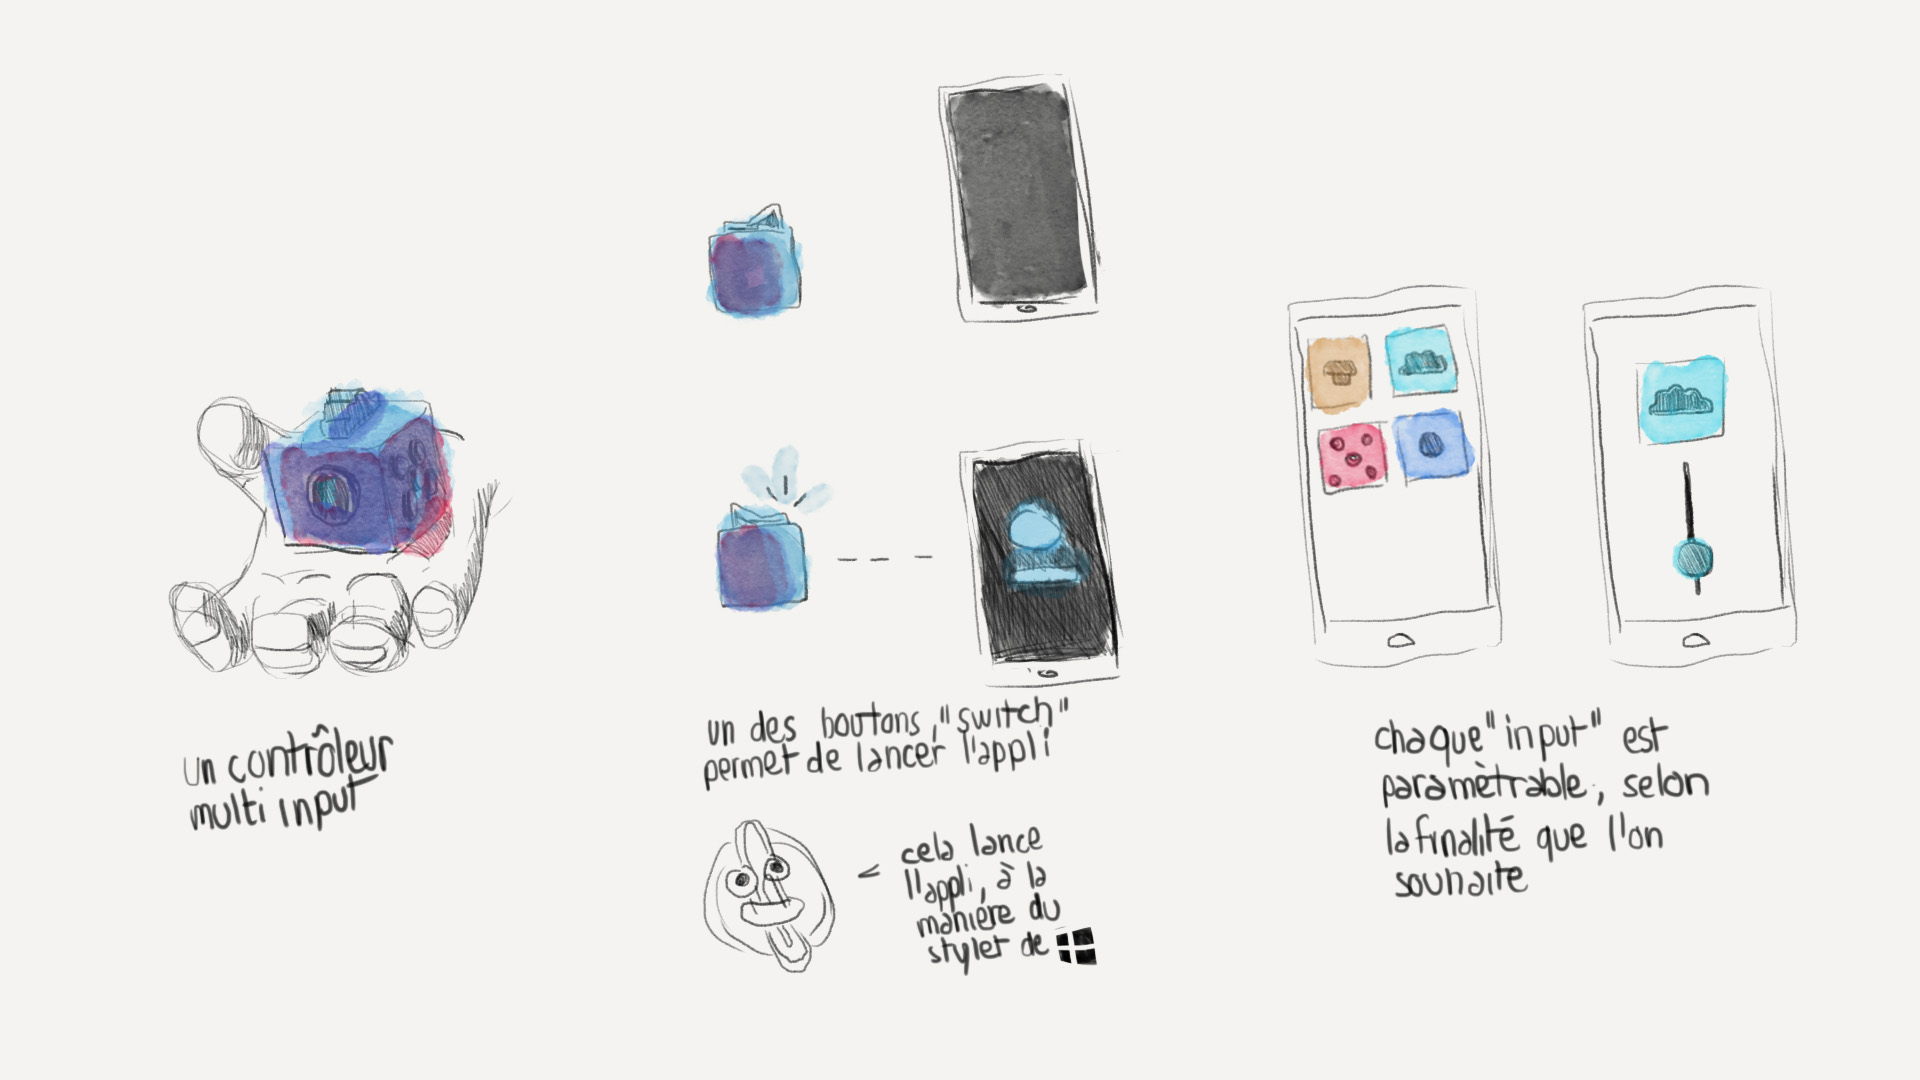 un contrôleur
multi input
un des boutons, "switch"
permet de lancer l'appli
cela lance
l'appli, à la
manière du
stylet de
chaque "input" est
paramètrable, selon
la finalité que l'on
souhaite